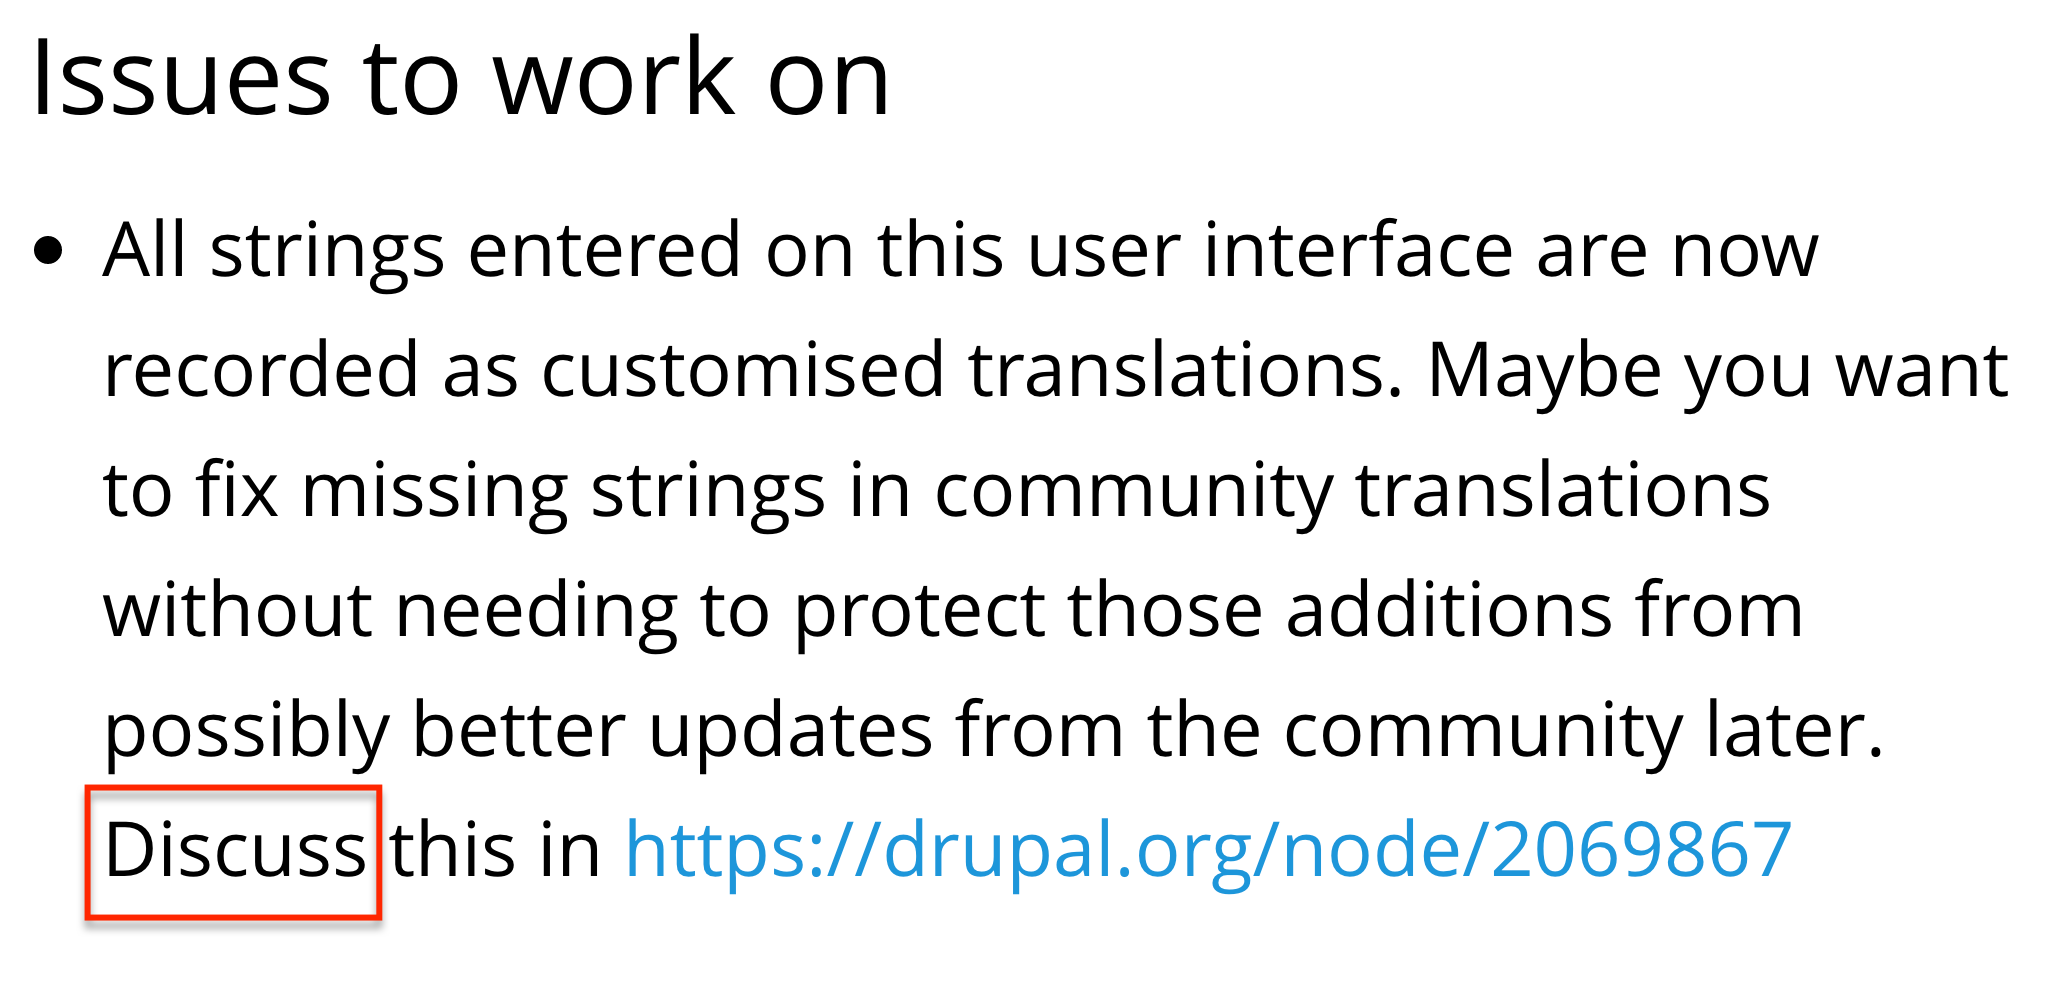 Issues to work on
• All strings entered on this user interface are now
recorded as customised translations. Maybe you want
to fix missing strings in community translations
without needing to protect those additions from
possibly better updates from the community later.
Discuss this in https://drupal.org/node/2069867